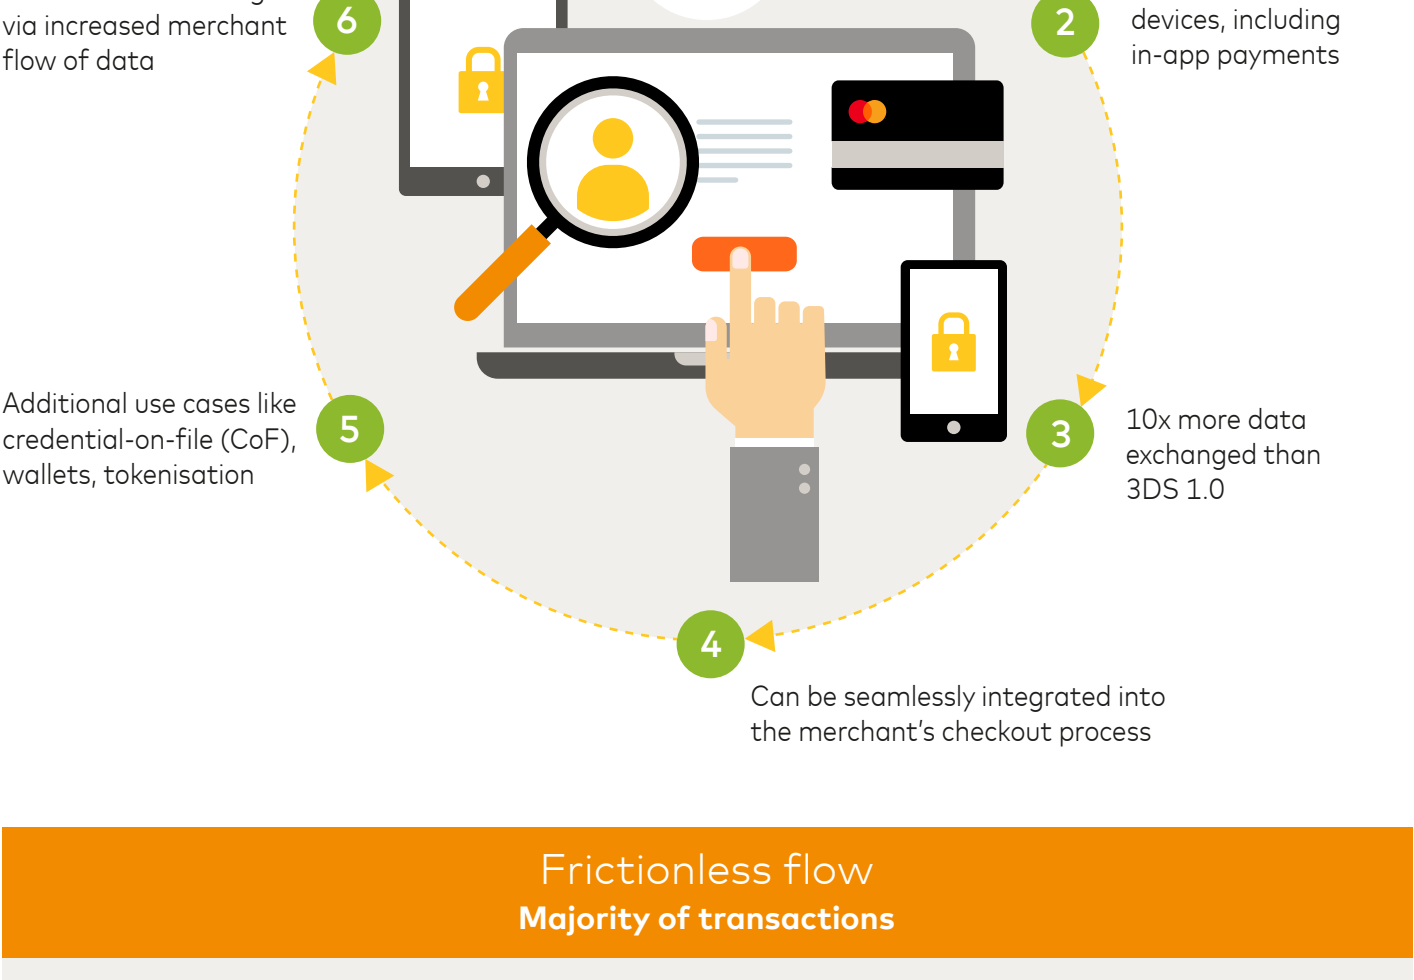 6
via increased merchant
flow of data
2
devices, including
in-app payments
5
Additional use cases like
credential-on-file (CoF),
wallets, tokenisation
3
10x more data
exchanged than
3DS 1.0
4
Can be seamlessly integrated into
the merchant's checkout process
Frictionless flow
Majority of transactions